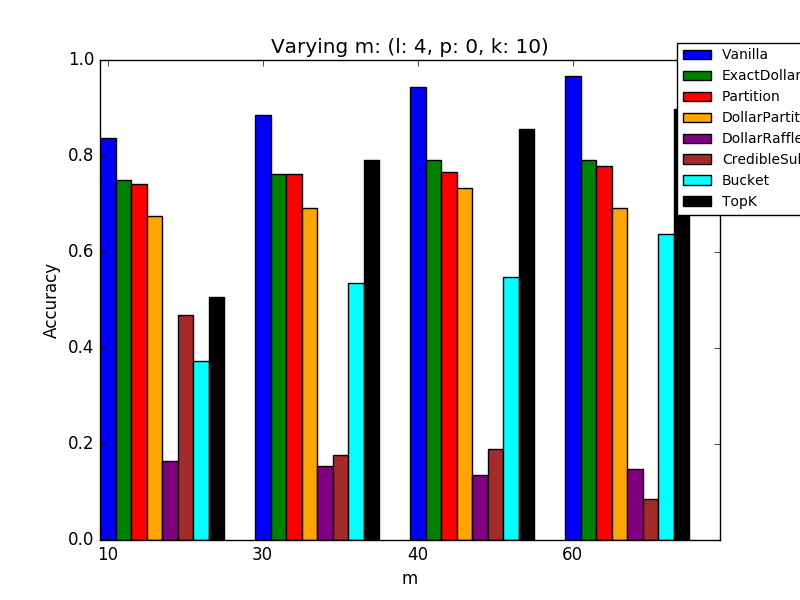 Varying m: (l: 4, p: 0, k: 10)
Vanilla
ExactDollar
Partition
DollarPartit
DollarRaffle
CredibleSu
Bucket
TopK
1.0
0.8
0.6
0.4
0.2
0.0
Accuracy
10 30 40 60
m